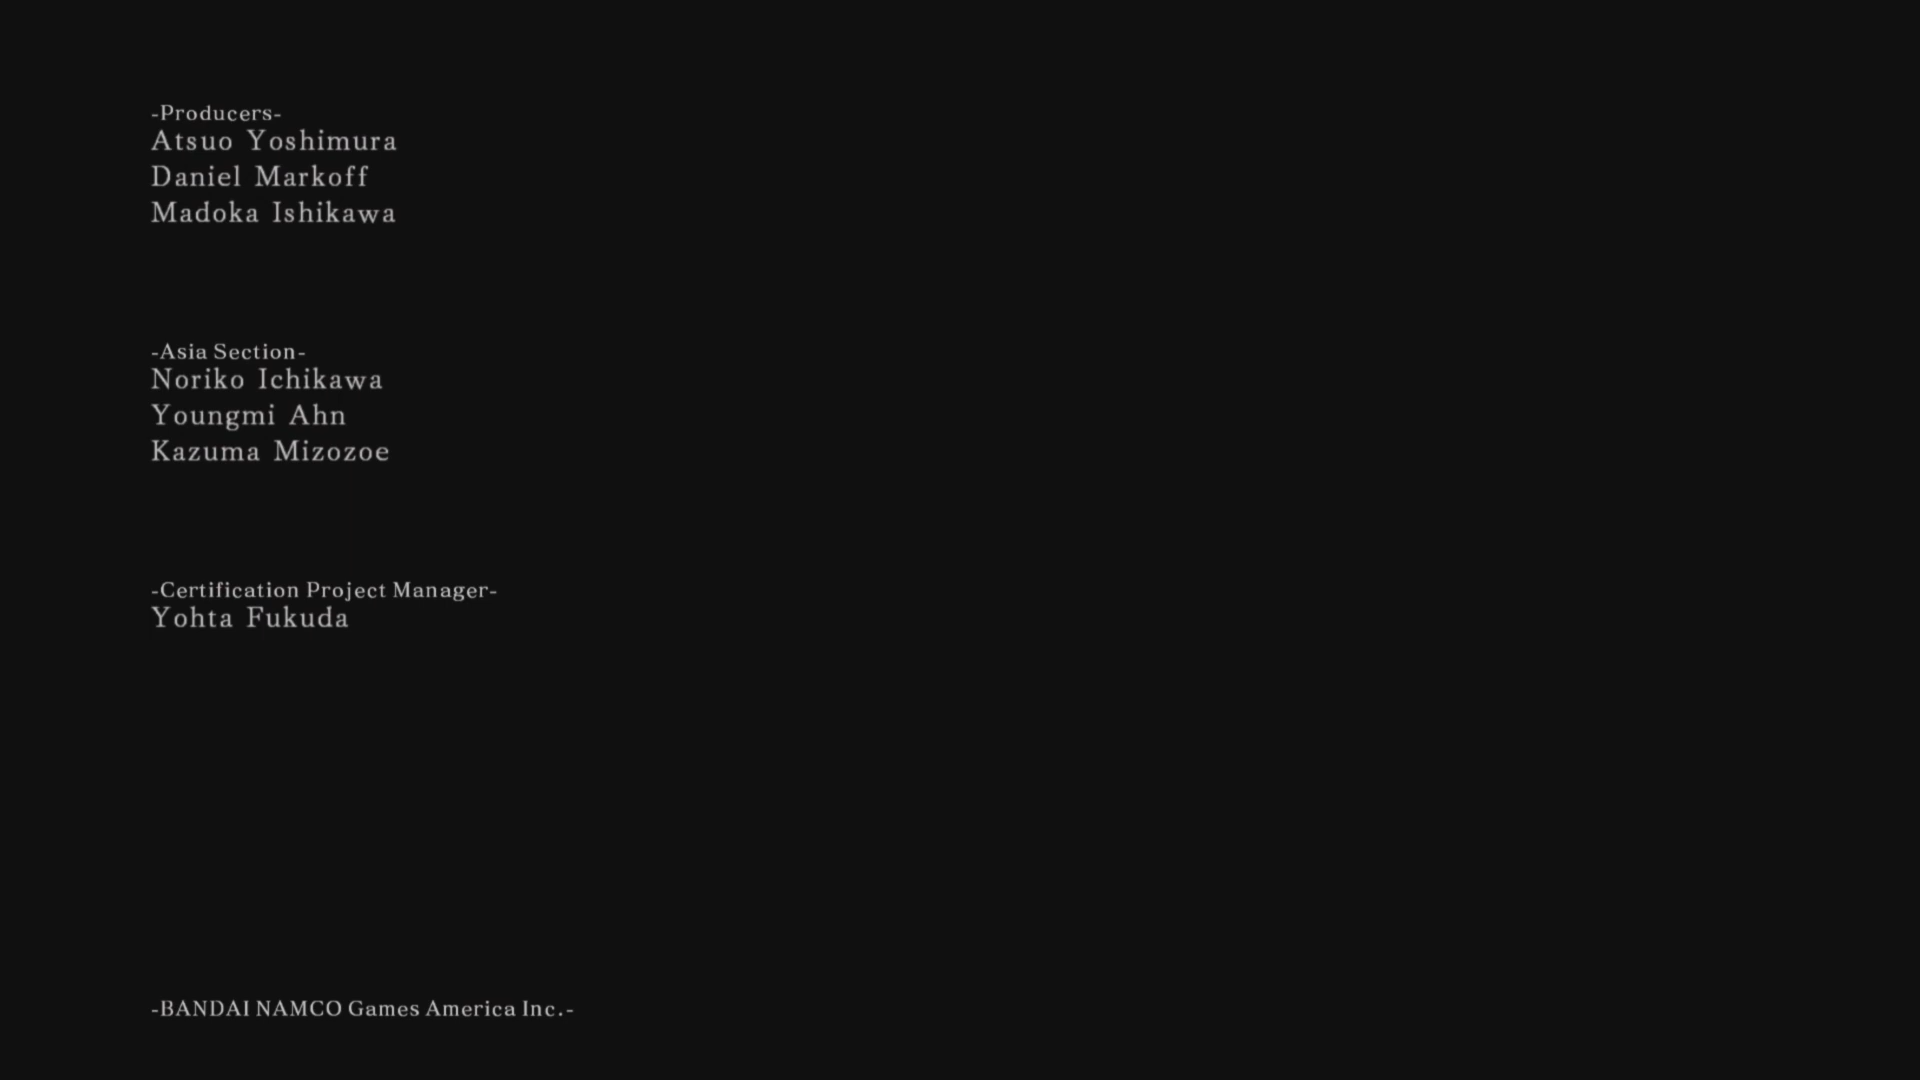 -Producers-
Atsuo Yoshimura
Daniel Markoff
Madoka Ishikawa
-Asia Section-
Noriko Ichikawa
Youngmi Ahn
Kazuma Mizozoe
-Certification Project Manager-
Yohta Fukuda
-BANDAI NAMCO Games America Inc.-